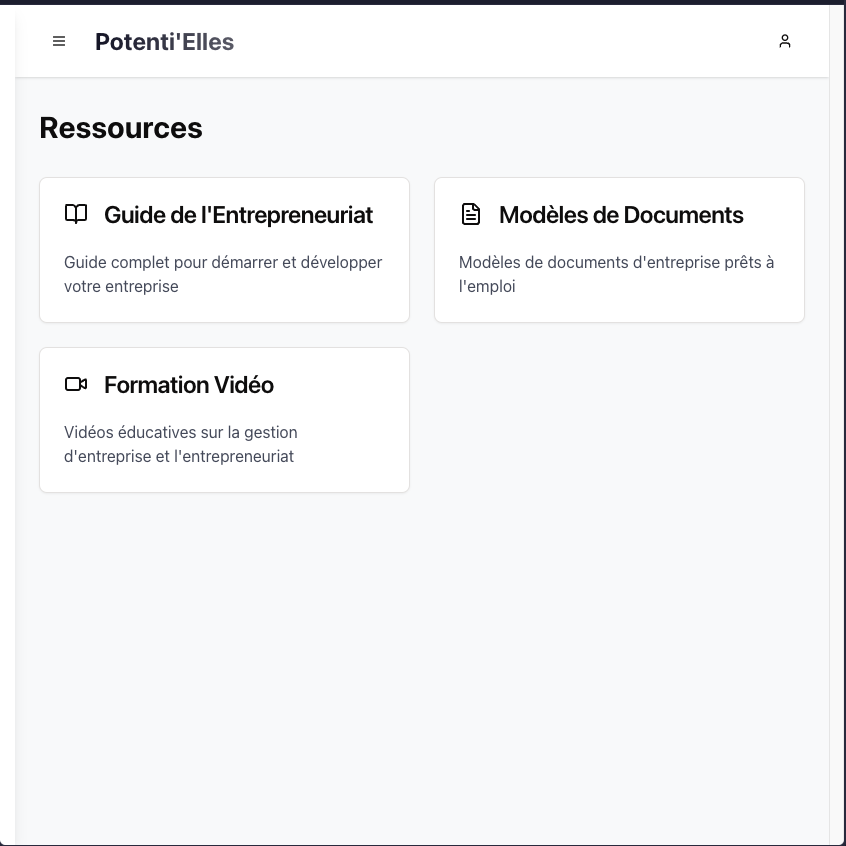 Potenti'Elles
Ressources
Guide de l'Entrepreneuriat
Guide complet pour démarrer et développer
votre entreprise
Modèles de Documents
Modèles de documents d'entreprise prêts à
l'emploi
Formation Vidéo
Vidéos éducatives sur la gestion
d'entreprise et l'entrepreneuriat